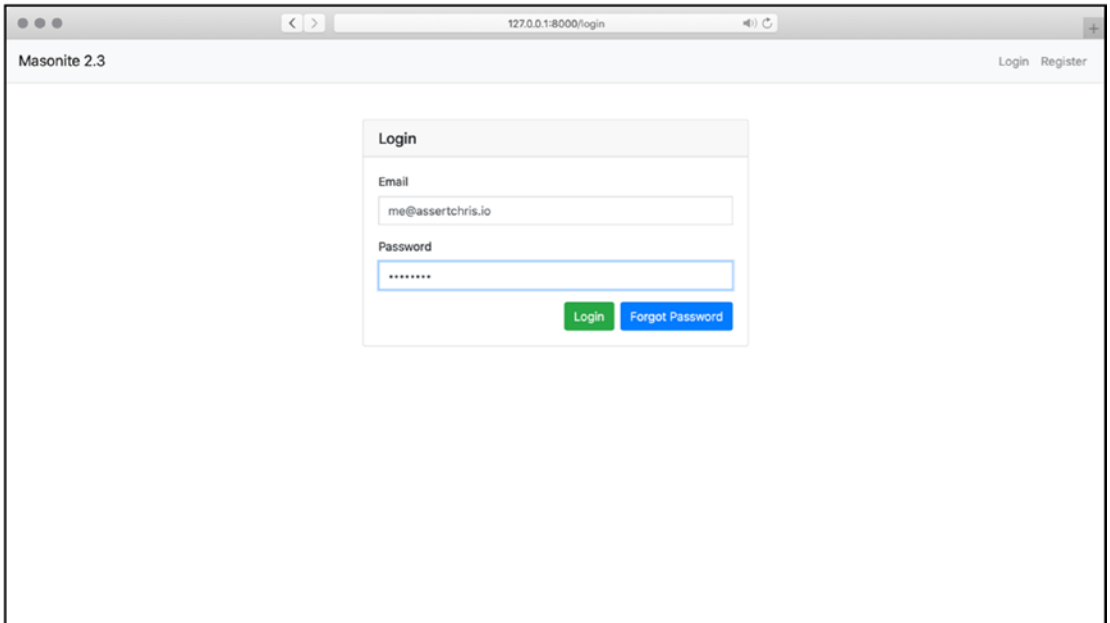 127.0.0.1:8000/login
Masonite 2.3
Login Register
Login
Email
me@assertchris.io
Password
••••••••
Login Forgot Password